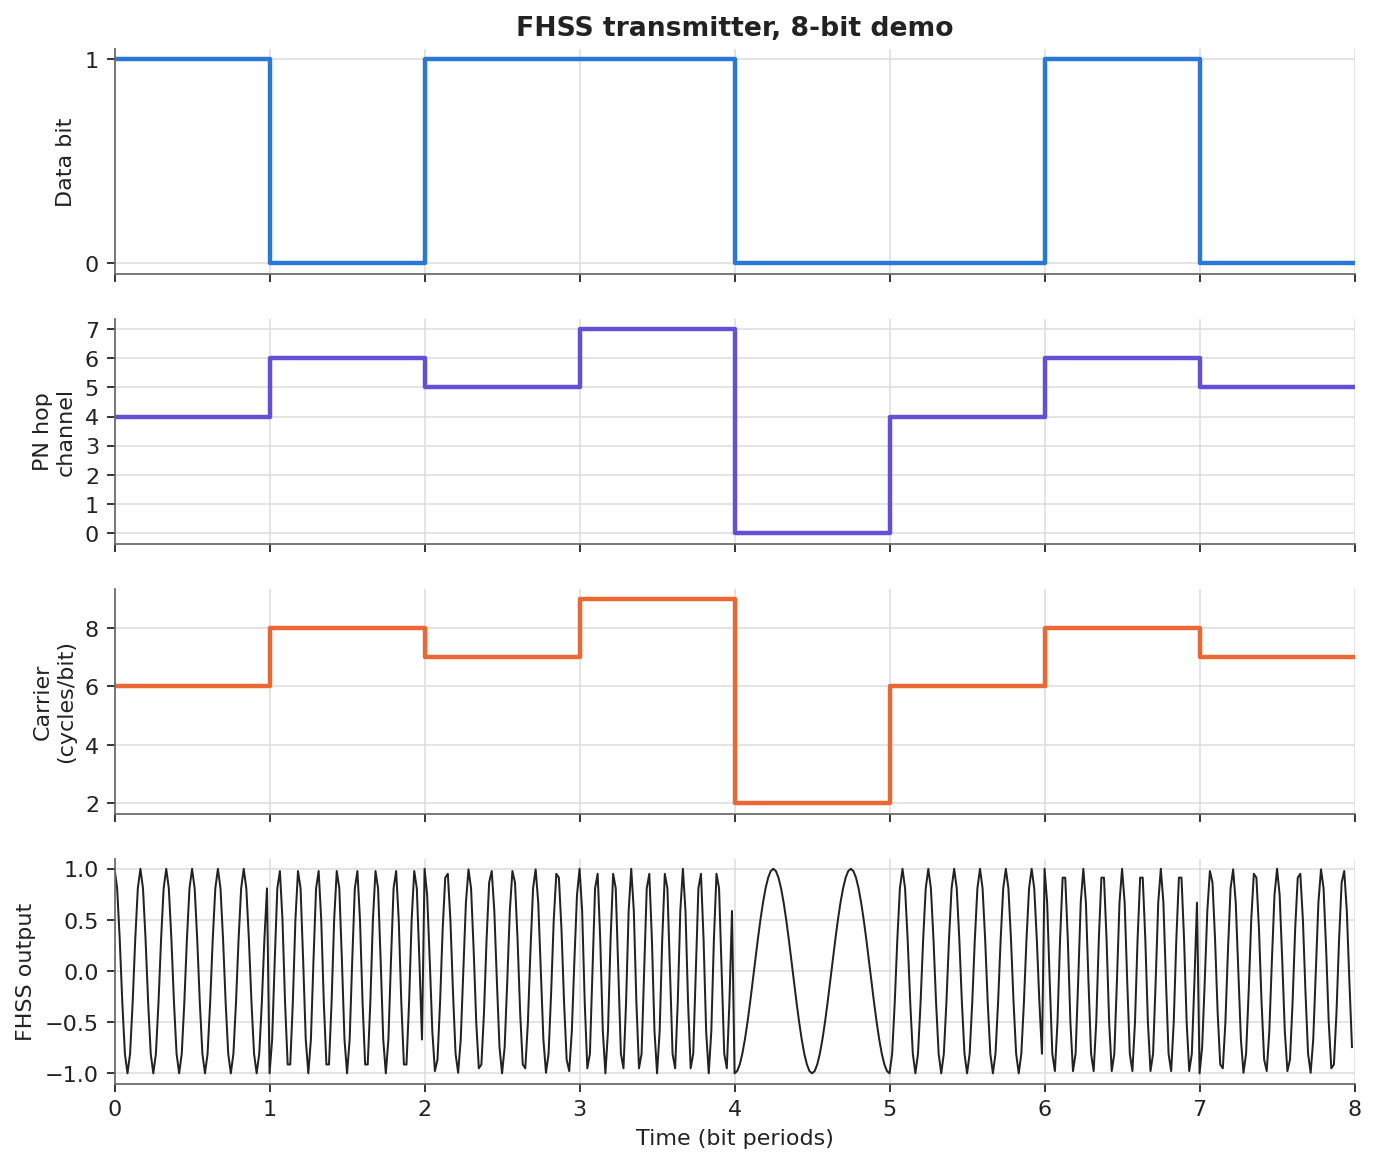 FHSS transmitter, 8-bit demo
1
0
Data bit
7
6
5
4
3
2
1
0
PN hop
channel
8
6
4
2
Carrier
(cycles/bit)
1.0
0.5
0.0
−0.5
−1.0
FHSS output
0 1 2 3 4 5 6 7 8
Time (bit periods)